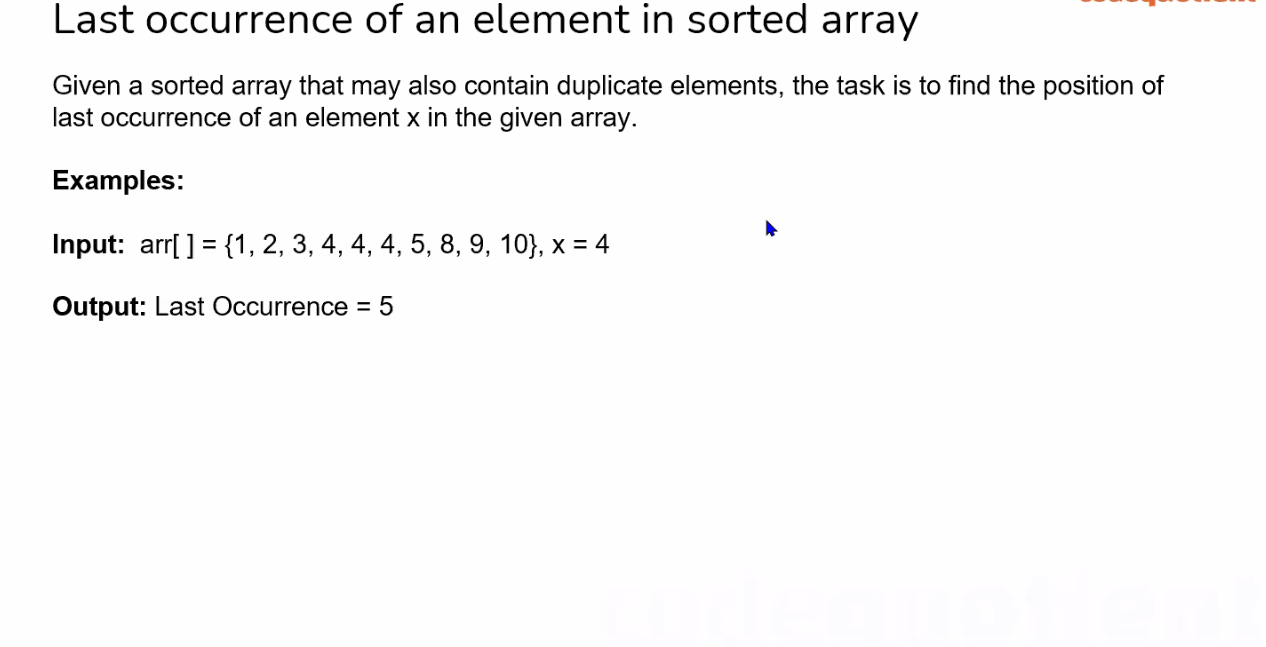 Last occurrence of an element in sorted array
Given a sorted array that may also contain duplicate elements, the task is to find the position of
last occurrence of an element x in the given array.
Examples:
Input: arr[ ] = {1, 2, 3, 4, 4, 4, 5, 8, 9, 10}, x = 4
Output: Last Occurrence = 5
codequotient